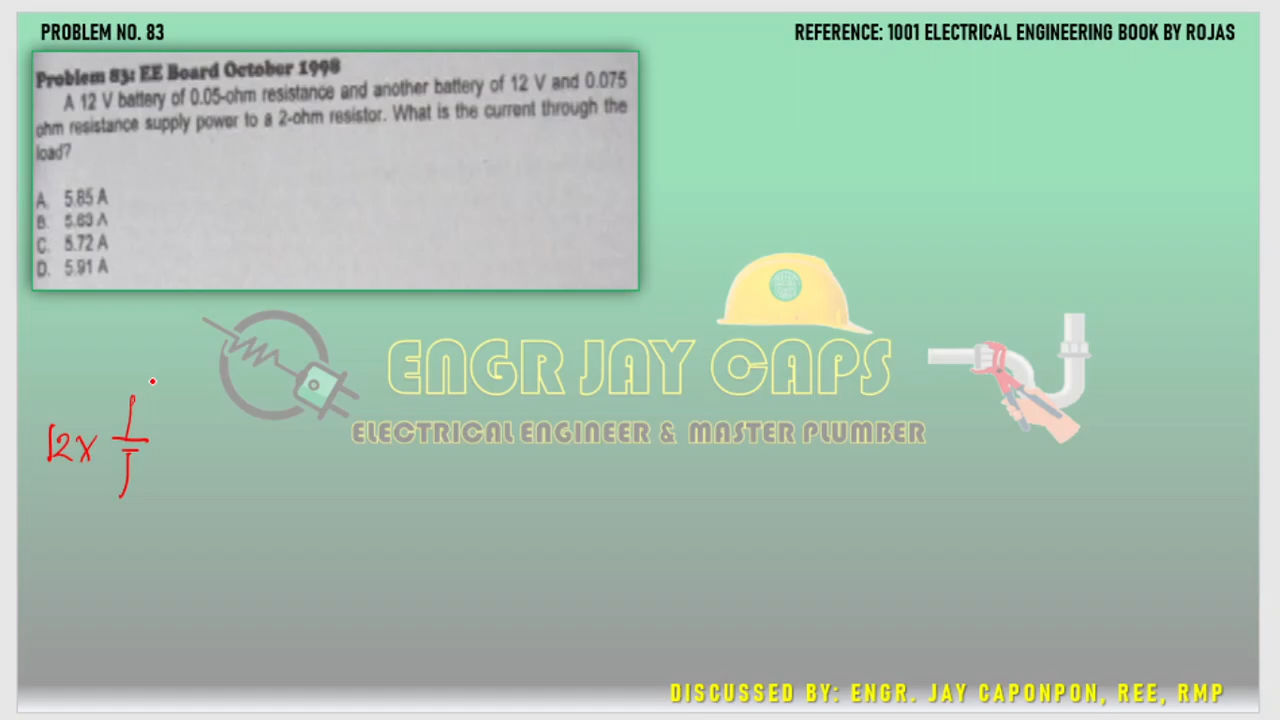 PROBLEM NO. 83
REFERENCE: 1001 ELECTRICAL ENGINEERING BOOK BY ROJAS
Problem 83: EE Board October 1998
A 12 V battery of 0.05-ohm resistance and another battery of 12 V and 0.075
ohm resistance supply power to a 2-ohm resistor. What is the current through the
load?
A. 5.85 A
B. 5.63 A
C. 5.72 A
D. 5.91 A
ENGR JAY CAPS
ELECTRICAL ENGINEER & MASTER PLUMBER
12x
DISCUSSED BY: ENGR. JAY CAPONPON, REE, RMP